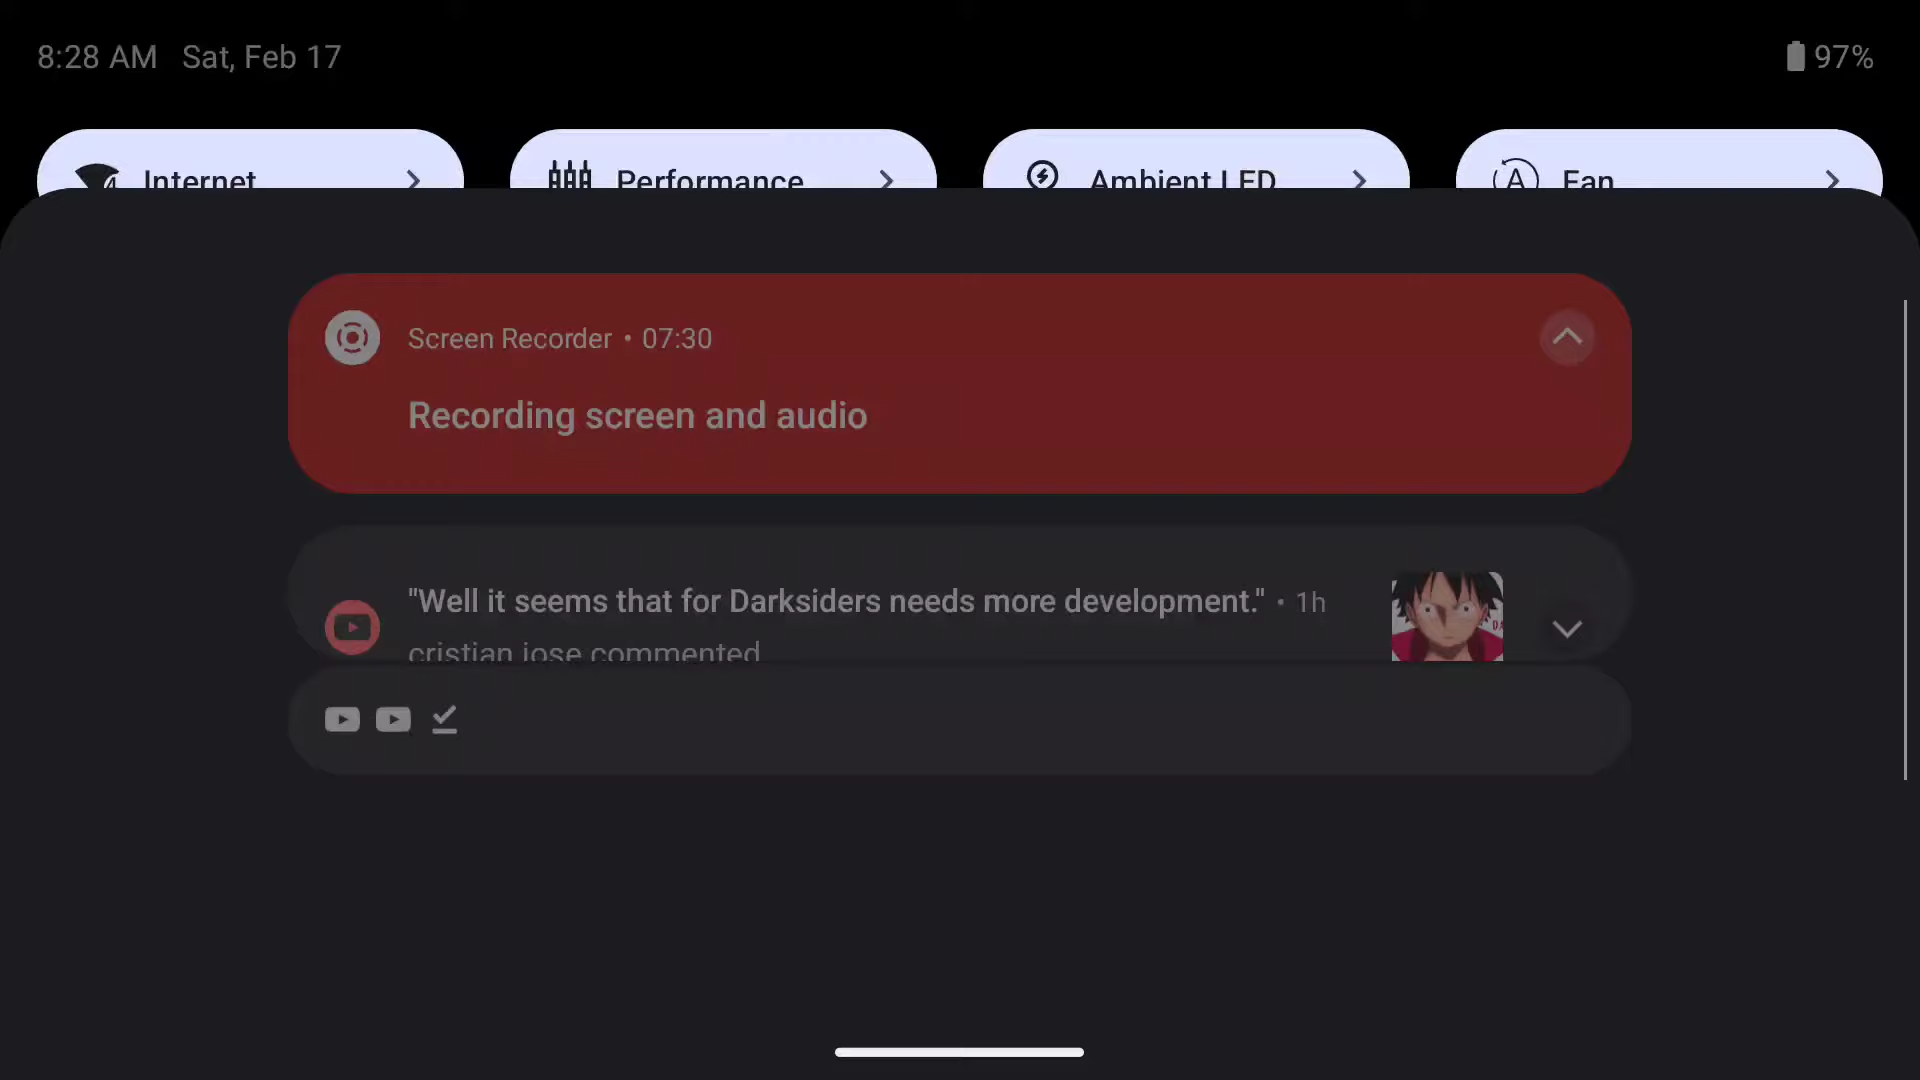 8:28 AM Sat, Feb 17 97%
Internet Performance Ambient LED Fan
Screen Recorder • 07:30
Recording screen and audio
"Well it seems that for Darksiders needs more development." • 1h
cristian jose commented